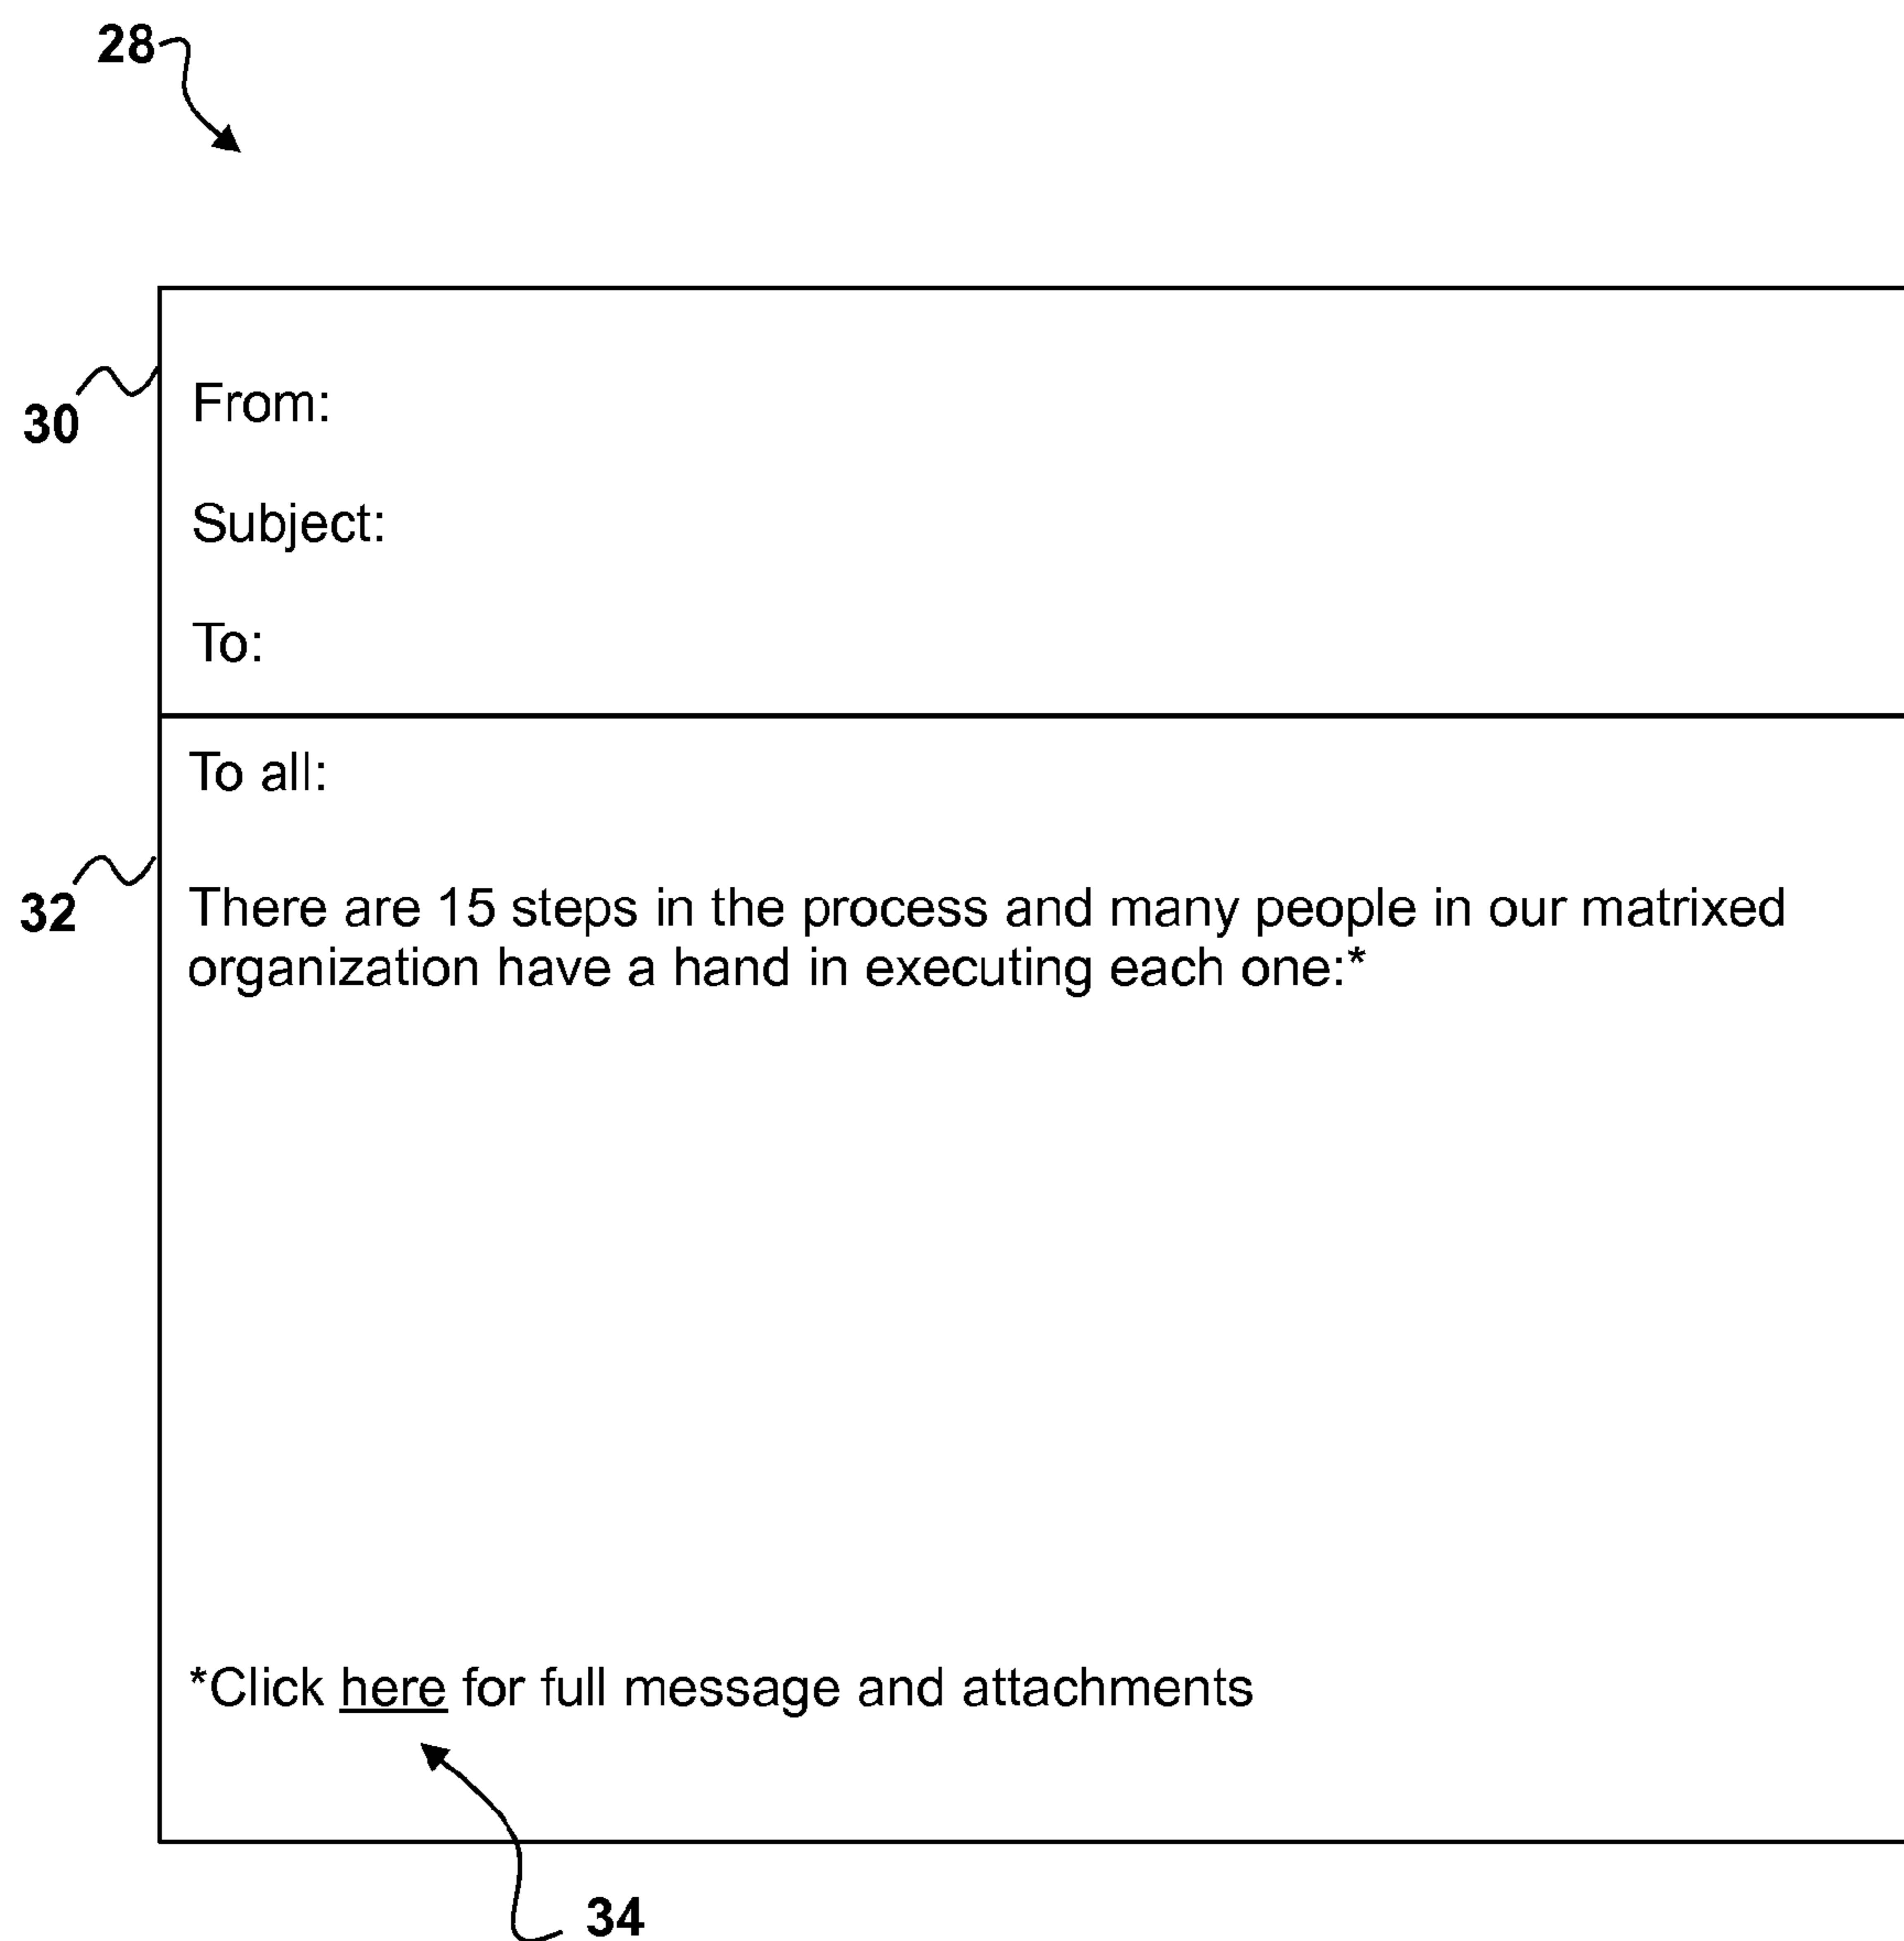 28
30
From:
Subject:
To:
To all:
32
There are 15 steps in the process and many people in our matrixed
organization have a hand in executing each one:*
*Click here for full message and attachments
34